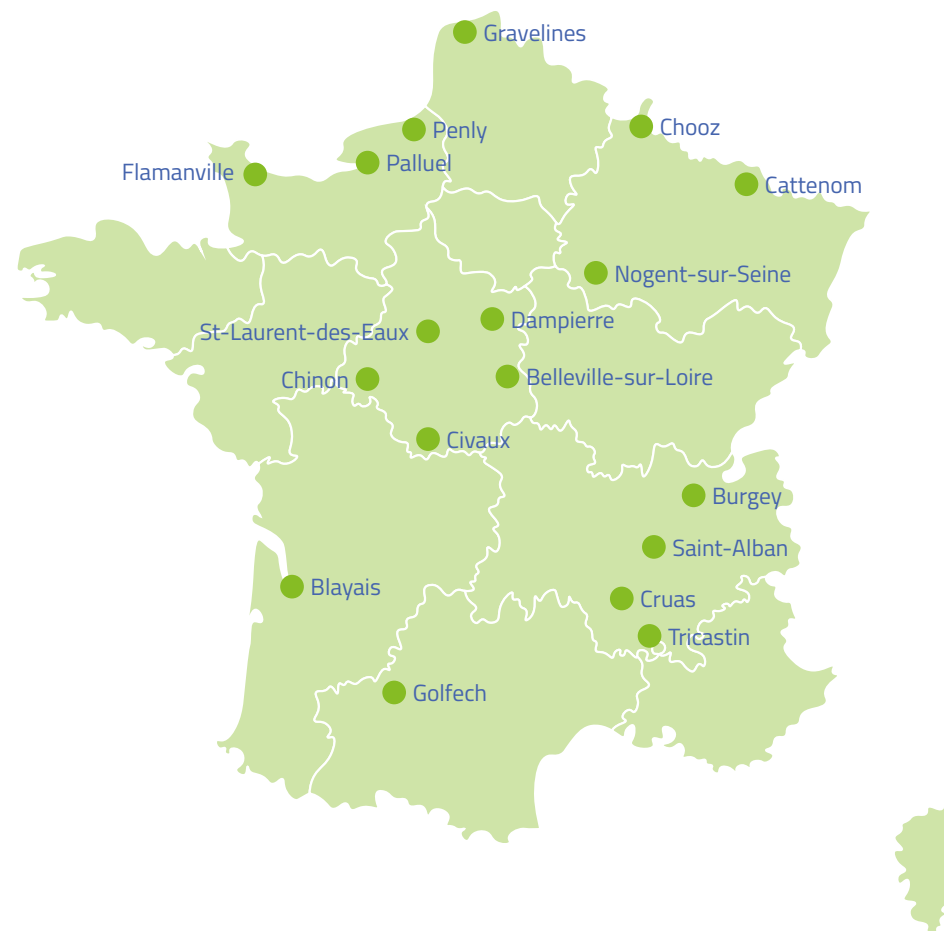 Gravelines
Penly
Chooz
Palluel
Flamanville
Cattenom
Nogent-sur-Seine
Dampierre
St-Laurent-des-Eaux
Belleville-sur-Loire
Chinon
Civaux
Burgey
Saint-Alban
Blayais
Cruas
Tricastin
Golfech